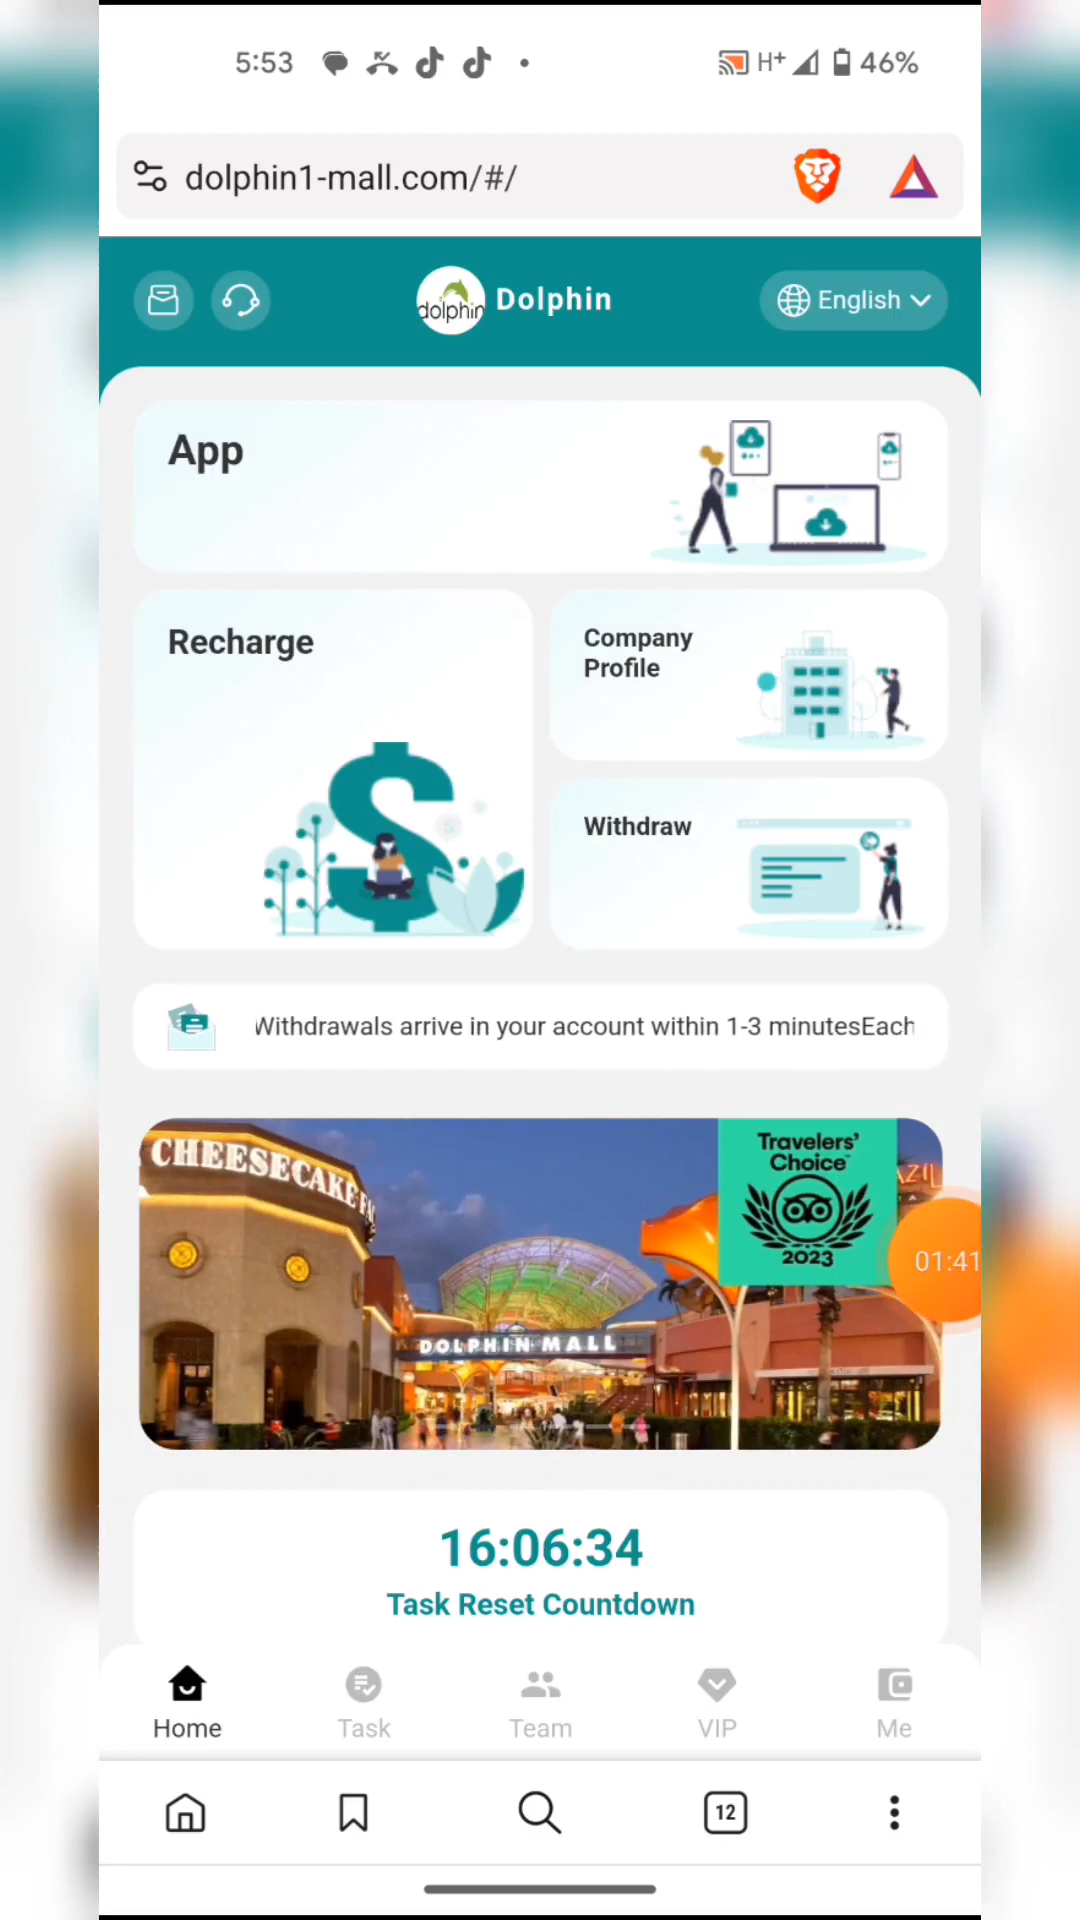 5:53
H+
46%
dolphin1-mall.com/#/
dolphin
Dolphin
English
App
Recharge
Company
Profile
Withdraw
Withdrawals arrive in your account within 1-3 minutesEach
CHEESECAKE
Travelers'
Choice
2023
AZIL
01:41
DOLPHIN MALL
16:06:34
Task Reset Countdown
Home
Task
Team
VIP
Me
12